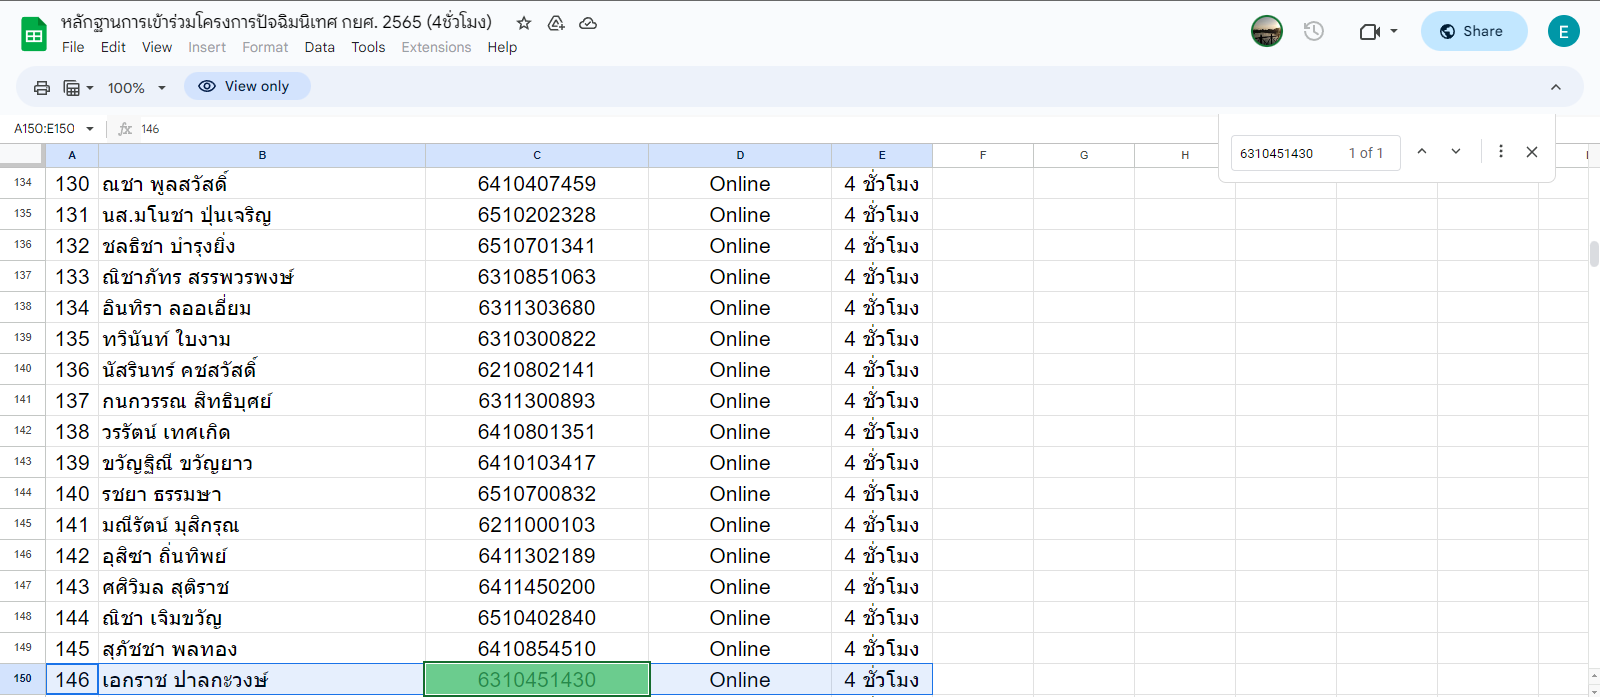 หลักฐานการเข้าร่วมโครงการปัจฉิมนิเทศ กยศ. 2565 (4ชั่วโมง)
File Edit View Insert Format Data Tools Extensions Help
Share
E
100%
View only
A150:E150
fx 146
6310451430 1 of 1
A B C D E F G H
134 130 ณชา พูลสวัสดิ์ 6410407459 Online 4 ชั่วโมง
135 131 นส.มโนชา ปุ่นเจริญ 6510202328 Online 4 ชั่วโมง
136 132 ชลธิชา บำรุงยิ่ง 6510701341 Online 4 ชั่วโมง
137 133 ณิชาภัทร สรรพวรพงษ์ 6310851063 Online 4 ชั่วโมง
138 134 อินทิรา ลออเอี่ยม 6311303680 Online 4 ชั่วโมง
139 135 ทวินันท์ ใบงาม 6310300822 Online 4 ชั่วโมง
140 136 นัสรินทร์ คชสวัสดิ์ 6210802141 Online 4 ชั่วโมง
141 137 กนกวรรณ สิทธิบุศย์ 6311300893 Online 4 ชั่วโมง
142 138 วรรัตน์ เทศเกิด 6410801351 Online 4 ชั่วโมง
143 139 ขวัญฐิณี ขวัญยาว 6410103417 Online 4 ชั่วโมง
144 140 รชยา ธรรมษา 6510700832 Online 4 ชั่วโมง
145 141 มณีรัตน์ มุสิกรุณ 6211000103 Online 4 ชั่วโมง
146 142 อุสิซา ถิ่นทิพย์ 6411302189 Online 4 ชั่วโมง
147 143 ศศิวิมล สุติราช 6411450200 Online 4 ชั่วโมง
148 144 ณิชา เจิมขวัญ 6510402840 Online 4 ชั่วโมง
149 145 สุภัชชา พลทอง 6410854510 Online 4 ชั่วโมง
150 146 เอกราช ปาลกะวงษ์ 6310451430 Online 4 ชั่วโมง